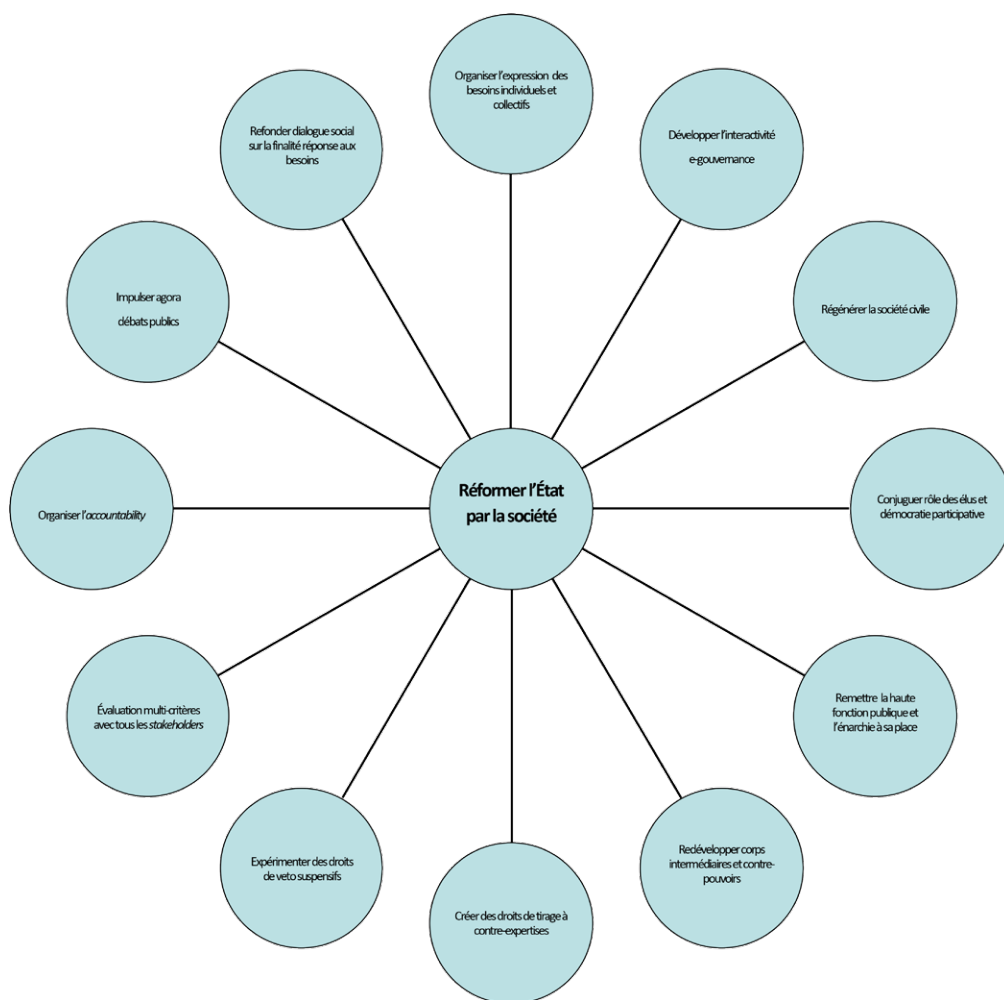 Organiser l'expression des
besoins individuels et
collectifs
Développer l'interactivité
e-gouvernance
Régénérer la société civile
Conjuguer rôle des élus et
démocratie participative
Remettre la haute
fonction publique et
l'énarchie à sa place
Redévelopper corps
intermédiaires et contre-
pouvoirs
Créer des droits de tirage à
contre-expertises
Expérimenter des droits
de veto suspensifs
Évaluation multi-critères
avec tous les stakeholders
Organiser l'accountability
Impulser agora
débats publics
Refonder dialogue social
sur la finalité réponse aux
besoins
Réformer l'État
par la société